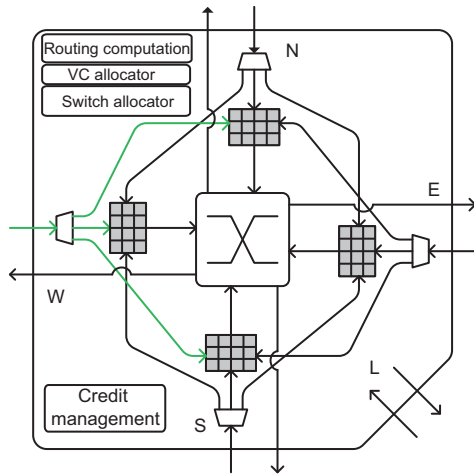 Routing computation
N
VC allocator
Switch allocator
E
W
L
Credit
management
S